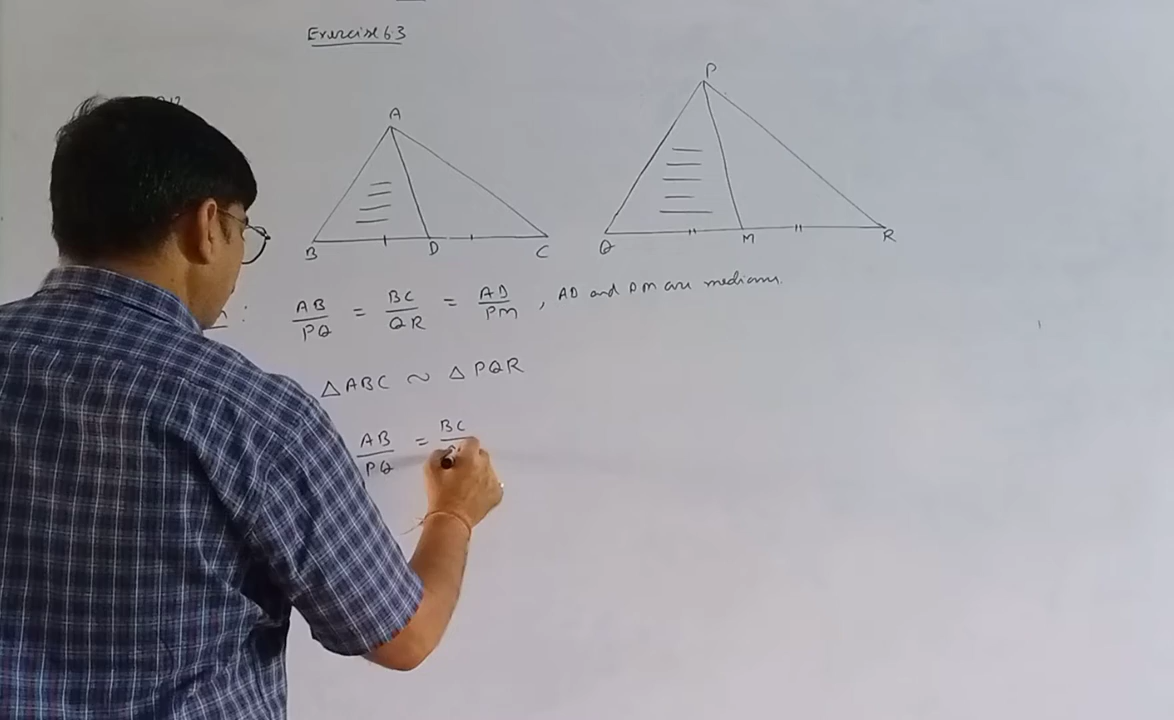 Exercise 6.3
A
P
B D C
Q M R
: AB/PQ = BC/QR = AD/PM , AD and PM are medians.
△ABC ~ △PQR
AB/PQ = BC/